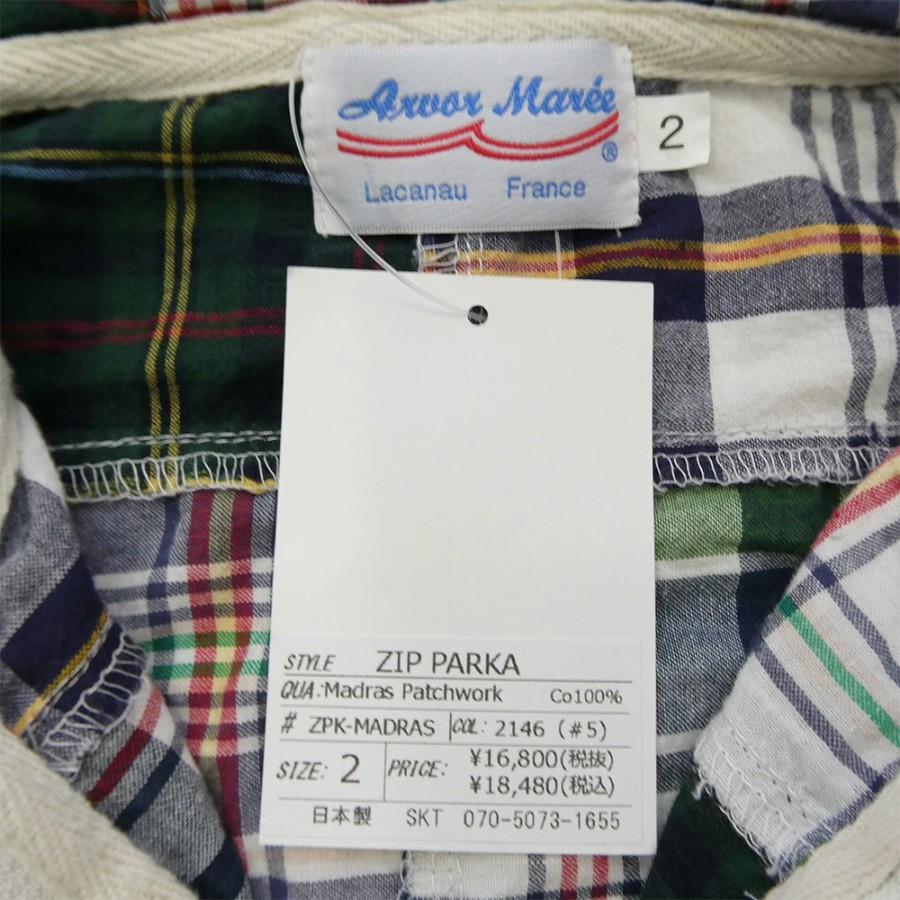 Arvor Marée
®
Lacanau France
2
STYLE ZIP PARKA
QUA: Madras Patchwork Co100%
# ZPK-MADRAS COL: 2146 (#5)
SIZE: 2 PRICE: ¥16,800(税抜)
¥18,480(税込)
日本製 SKT 070-5073-1655